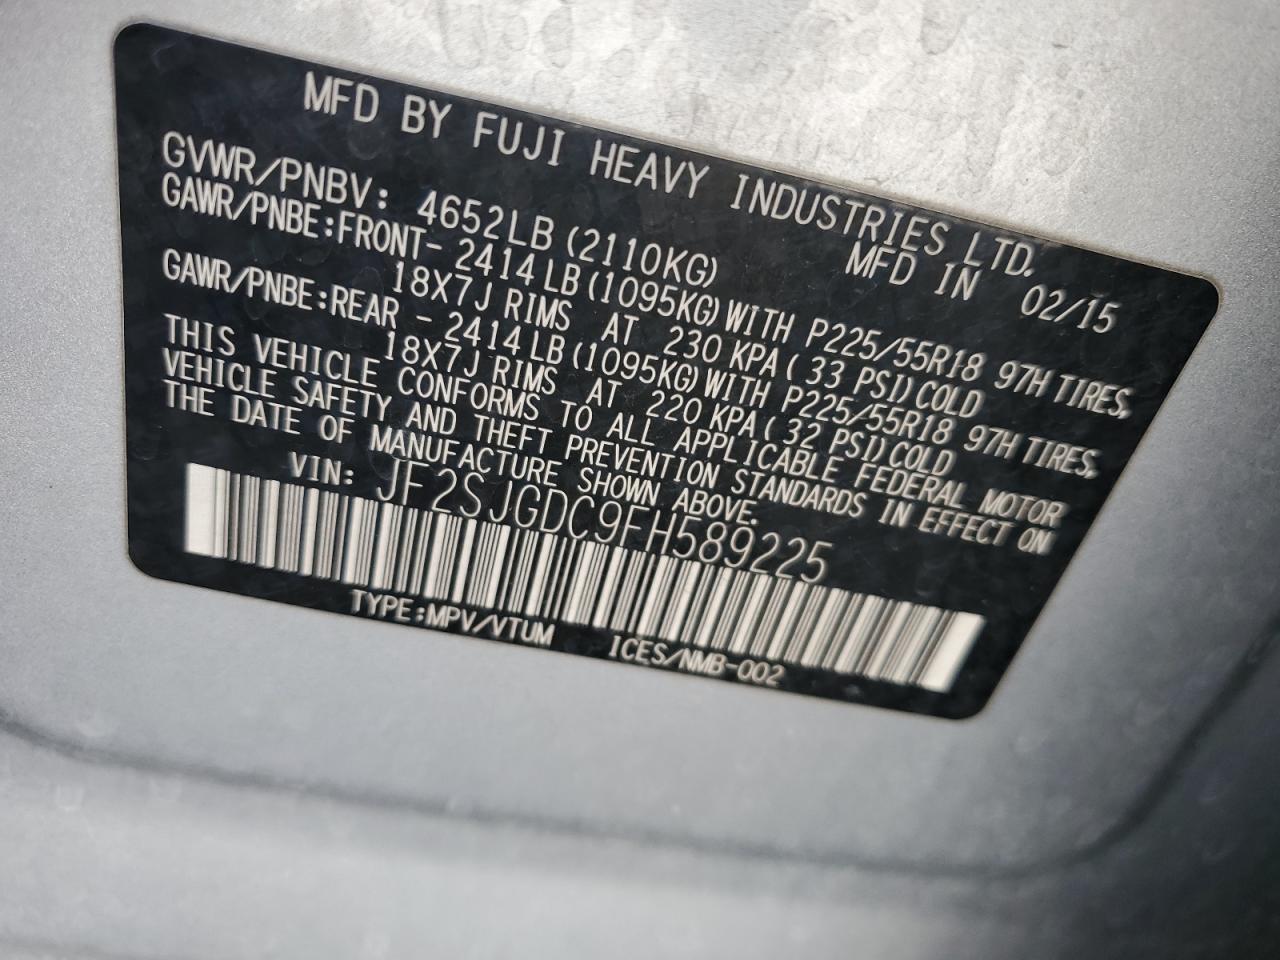 MFD BY FUJI HEAVY INDUSTRIES LTD.
MFD IN 02/15
GVWR/PNBV: 4652LB (2110KG)
GAWR/PNBE:FRONT- 2414LB (1095KG) WITH P225/55R18 97H TIRES,
18X7J RIMS AT 230 KPA ( 33 PSI) COLD
GAWR/PNBE:REAR - 2414LB (1095KG) WITH P225/55R18 97H TIRES,
18X7J RIMS AT 220 KPA ( 32 PSI) COLD
THIS VEHICLE CONFORMS TO ALL APPLICABLE FEDERAL MOTOR
VEHICLE SAFETY AND THEFT PREVENTION STANDARDS IN EFFECT ON
THE DATE OF MANUFACTURE SHOWN ABOVE.
VIN: JF2SJGDC9FH589225
TYPE:MPV/VTUM ICES/NMB-002